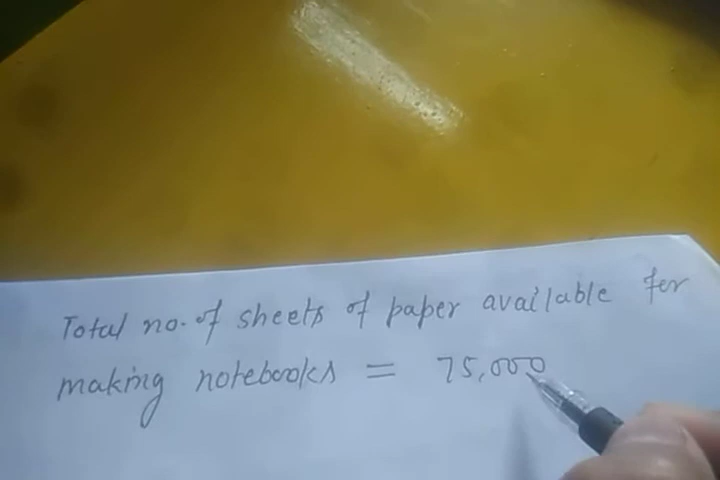 Total no. of sheets of paper available for
making notebooks = 75,000